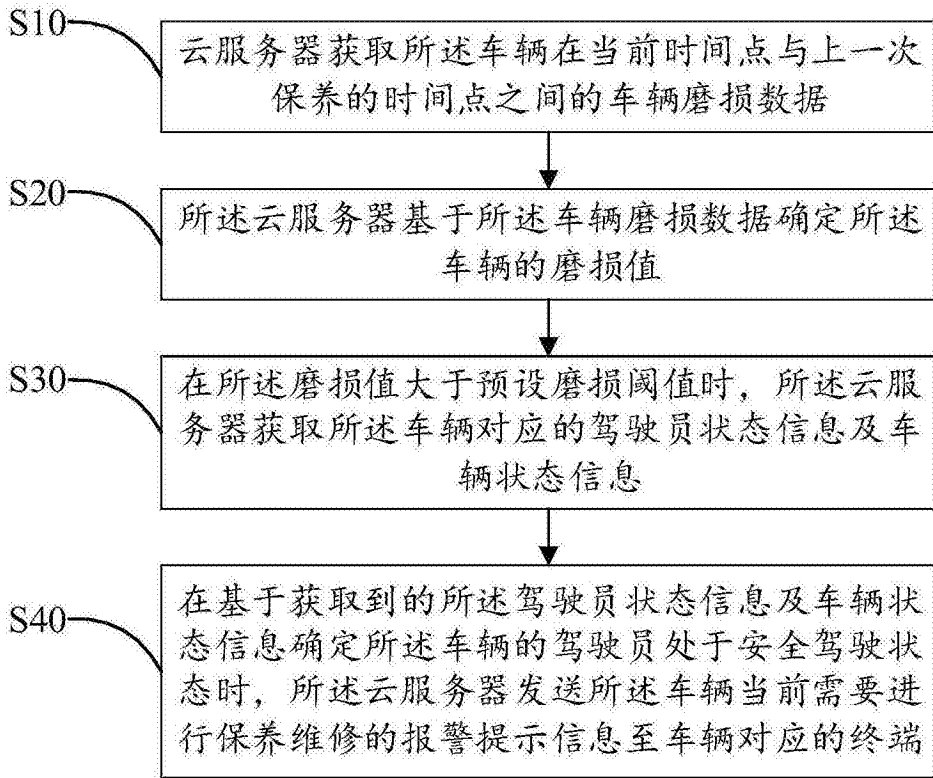 S10
云服务器获取所述车辆在当前时间点与上一次
保养的时间点之间的车辆磨损数据
S20
所述云服务器基于所述车辆磨损数据确定所述
车辆的磨损值
S30
在所述磨损值大于预设磨损阈值时，所述云服
务器获取所述车辆对应的驾驶员状态信息及车
辆状态信息
S40
在基于获取到的所述驾驶员状态信息及车辆状
态信息确定所述车辆的驾驶员处于安全驾驶状
态时，所述云服务器发送所述车辆当前需要进
行保养维修的报警提示信息至车辆对应的终端